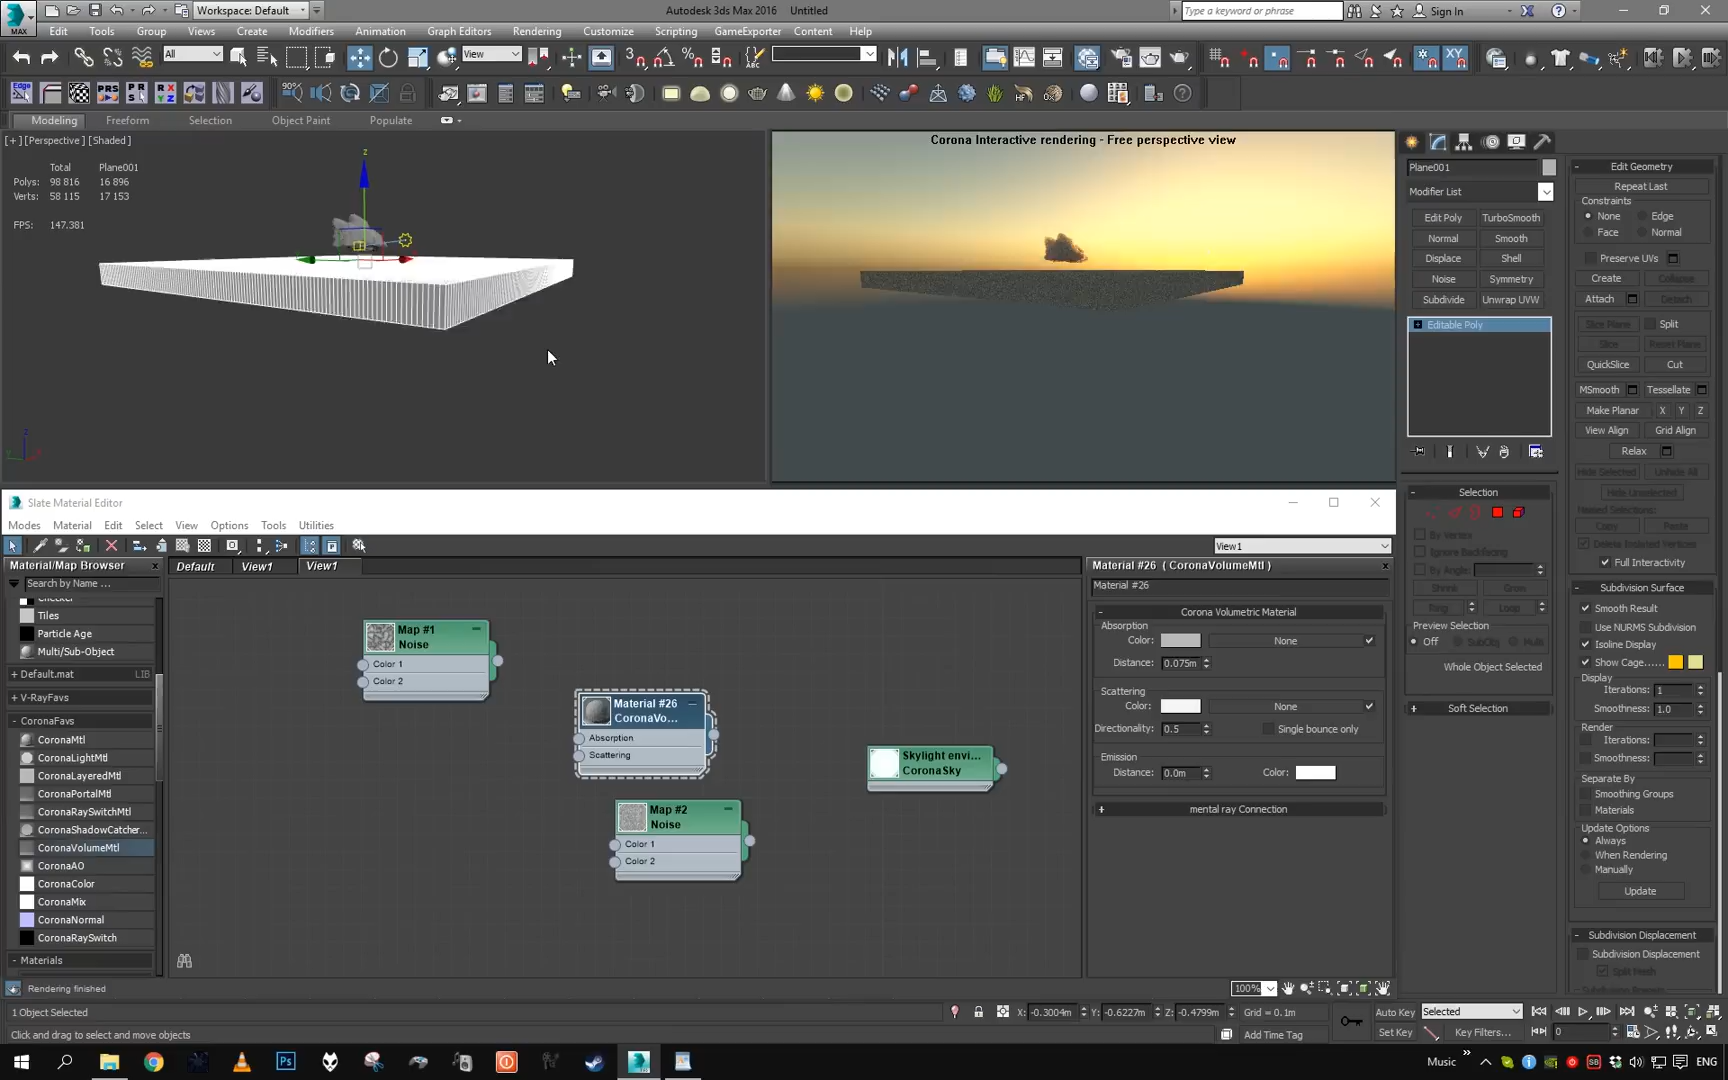 MAX
Workspace: Default
Autodesk 3ds Max 2016
Untitled
Type a keyword or phrase
Sign In
Edit Tools Group Views Create Modifiers Animation Graph Editors Rendering Customize Scripting GameExporter Content Help
All
View
XY
PRS
Modeling Freeform Selection Object Paint Populate
[+] [Perspective] [Shaded]
Total Plane001
Polys: 98 816 16 896
Verts: 58 115 17 153
FPS: 147.381
Corona Interactive rendering - Free perspective view
Plane001
Modifier List
Edit Poly TurboSmooth
Normal Smooth
Displace Shell
Noise Symmetry
Subdivide Unwrap UVW
Editable Poly
Selection
By Vertex
Ignore Backfacing
By Angle:
Shrink Grow
Ring Loop
Preview Selection
Off SubObj Multi
Whole Object Selected
Soft Selection
Edit Geometry
Repeat Last
Constraints
None Edge
Face Normal
Preserve UVs
Create Collapse
Attach Detach
Slice Plane Split
Slice Reset Plane
QuickSlice Cut
MSmooth Tessellate
Make Planar X Y Z
View Align Grid Align
Relax
Hide Selected Unhide All
Hide Unselected
Named Selections:
Copy Paste
Delete Isolated Vertices
Full Interactivity
Subdivision Surface
Smooth Result
Use NURMS Subdivision
Isoline Display
Show Cage......
Display
Iterations: 1
Smoothness: 1.0
Render
Iterations:
Smoothness:
Separate By
Smoothing Groups
Materials
Update Options
Always
When Rendering
Manually
Update
Subdivision Displacement
Subdivision Displacement
Split Mesh
Slate Material Editor
Modes Material Edit Select View Options Tools Utilities
View1
Material/Map Browser
Search by Name ...
Checker
Tiles
Particle Age
Multi/Sub-Object
+ Default.mat LIB
+ V-RayFavs
- CoronaFavs
CoronaMtl
CoronaLightMtl
CoronaLayeredMtl
CoronaPortalMtl
CoronaRaySwitchMtl
CoronaShadowCatcher...
CoronaVolumeMtl
CoronaAO
CoronaColor
CoronaMix
CoronaNormal
CoronaRaySwitch
- Materials
Default View1 View1
Map #1
Noise
Color 1
Color 2
Material #26
CoronaVo...
Absorption
Scattering
Map #2
Noise
Color 1
Color 2
Skylight envi...
CoronaSky
Material #26 ( CoronaVolumeMtl )
Material #26
Corona Volumetric Material
Absorption
Color: None
Distance: 0.075m
Scattering
Color: None
Directionality: 0.5 Single bounce only
Emission
Distance: 0.0m Color:
mental ray Connection
Rendering finished
100%
1 Object Selected
X: -0.3004m Y: -0.6227m Z: -0.4799m Grid = 0.1m
Auto Key Selected
Click and drag to select and move objects
Add Time Tag
Set Key Key Filters... 0
Music ENG